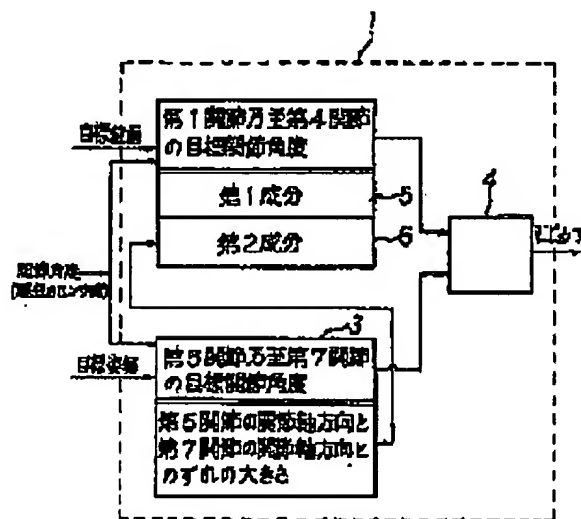 1
第1関節乃至第4関節
の目標関節角度
目標位置
第1成分
5
第2成分
6
4
関節角度
3
第5関節乃至第7関節
の目標関節角度
目標姿勢
第5関節の関節軸方向と
第7関節の関節軸方向と
のずれの大きさ